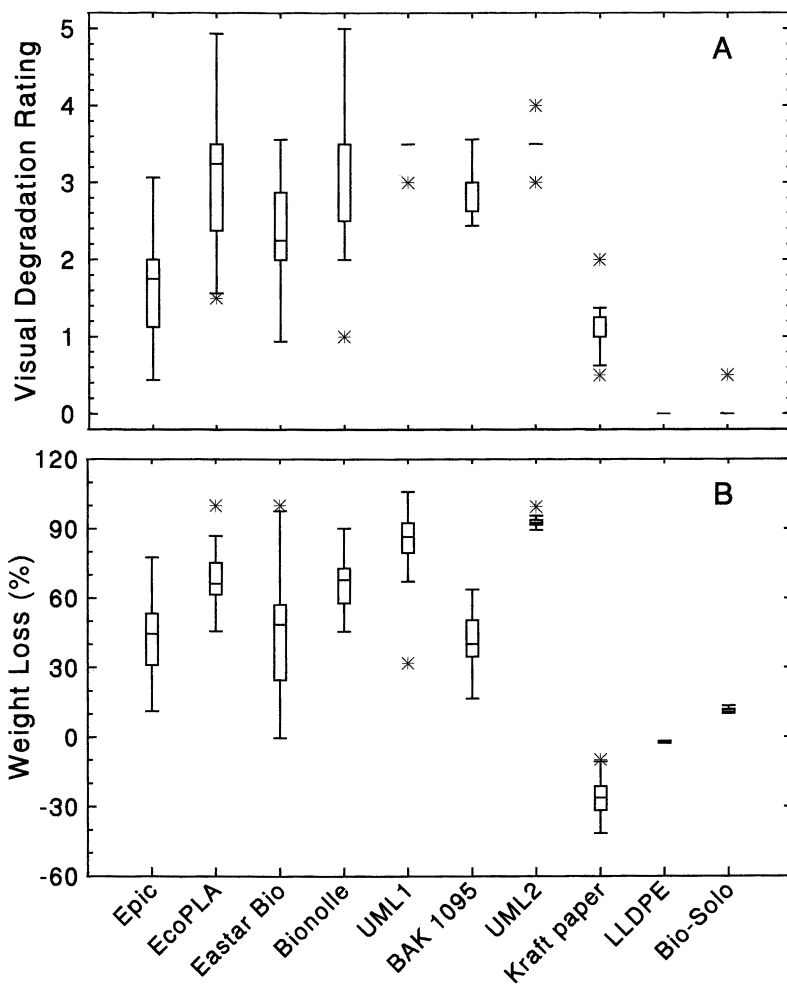 A
Visual Degradation Rating
5
4
3
2
1
0
B
Weight Loss (%)
120
90
60
30
0
-30
-60
Epic
EcoPLA
Eastar Bio
Bionolle
UML1
BAK 1095
UML2
Kraft paper
LLDPE
Bio-Solo